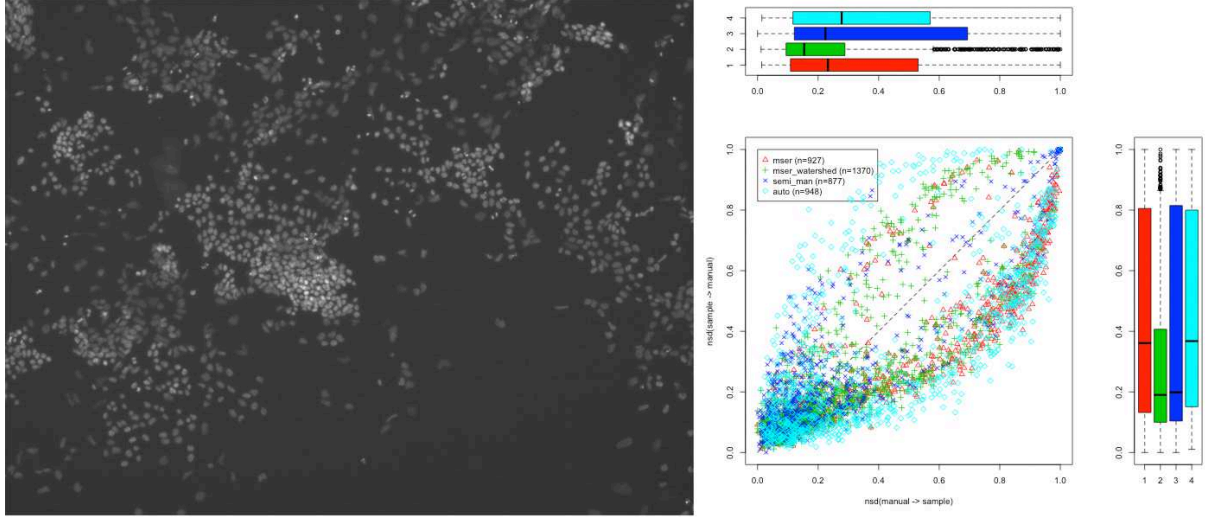 4
3
2
1
0.0 0.2 0.4 0.6 0.8 1.0
mser (n=927)
mser_watershed (n=1370)
semi_man (n=877)
auto (n=948)
nsd(sample -> manual)
1.0
0.8
0.6
0.4
0.2
0.0
0.0 0.2 0.4 0.6 0.8 1.0
nsd(manual -> sample)
1.0
0.8
0.6
0.4
0.2
0.0
1 2 3 4